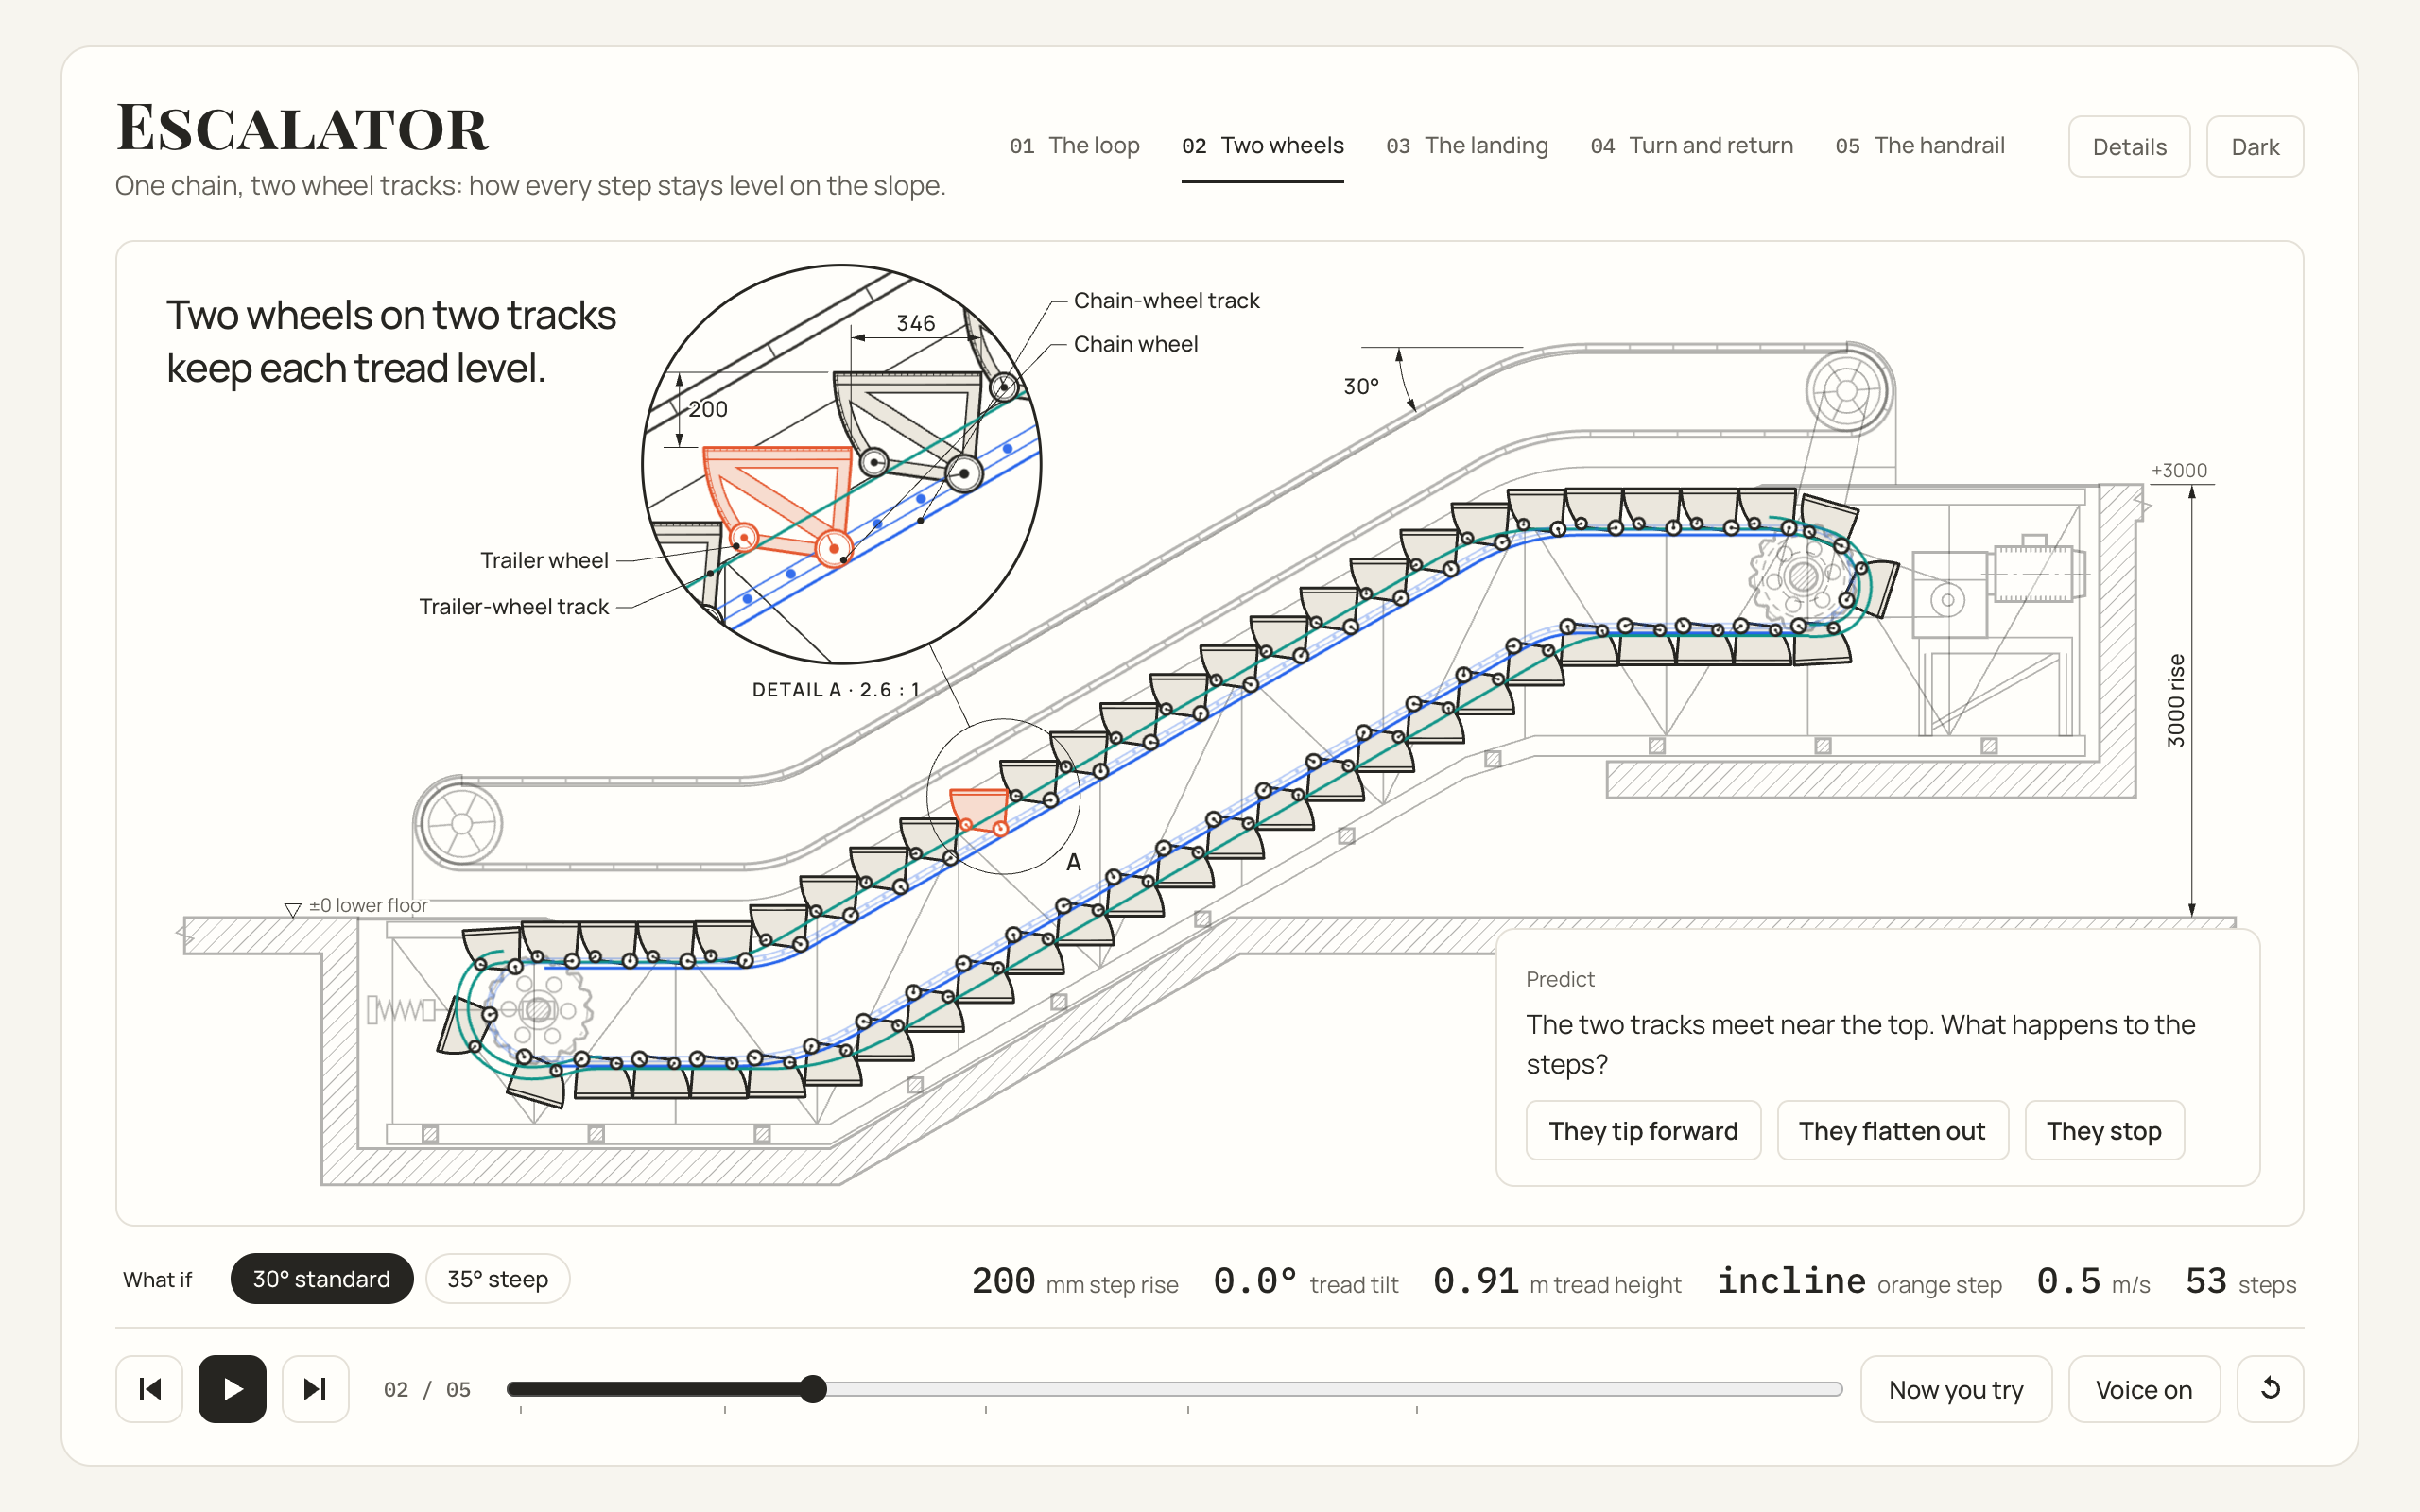 ESCALATOR
One chain, two wheel tracks: how every step stays level on the slope.
01 The loop
02 Two wheels
03 The landing
04 Turn and return
05 The handrail
Details
Dark
Two wheels on two tracks
keep each tread level.
346
200
Chain-wheel track
Chain wheel
Trailer wheel
Trailer-wheel track
DETAIL A · 2.6 : 1
30°
+3000
3000 rise
A
±0 lower floor
Predict
The two tracks meet near the top. What happens to the
steps?
They tip forward
They flatten out
They stop
What if
30° standard
35° steep
200 mm step rise
0.0° tread tilt
0.91 m tread height
incline orange step
0.5 m/s
53 steps
02 / 05
Now you try
Voice on